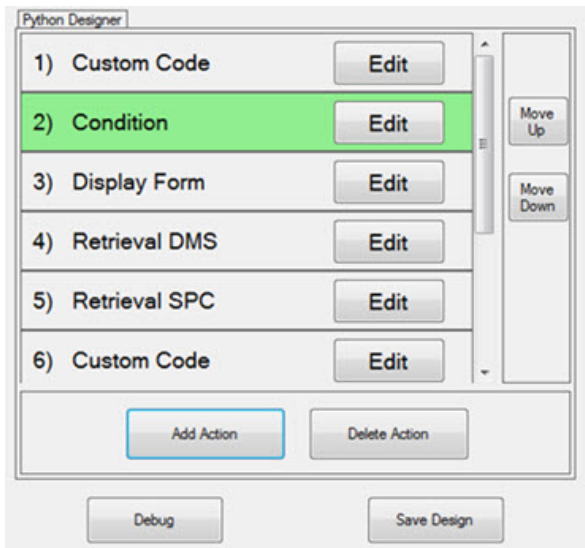 Python Designer
1) Custom Code Edit
2) Condition Edit
3) Display Form Edit
4) Retrieval DMS Edit
5) Retrieval SPC Edit
6) Custom Code Edit
Move
Up
Move
Down
Add Action Delete Action
Debug Save Design